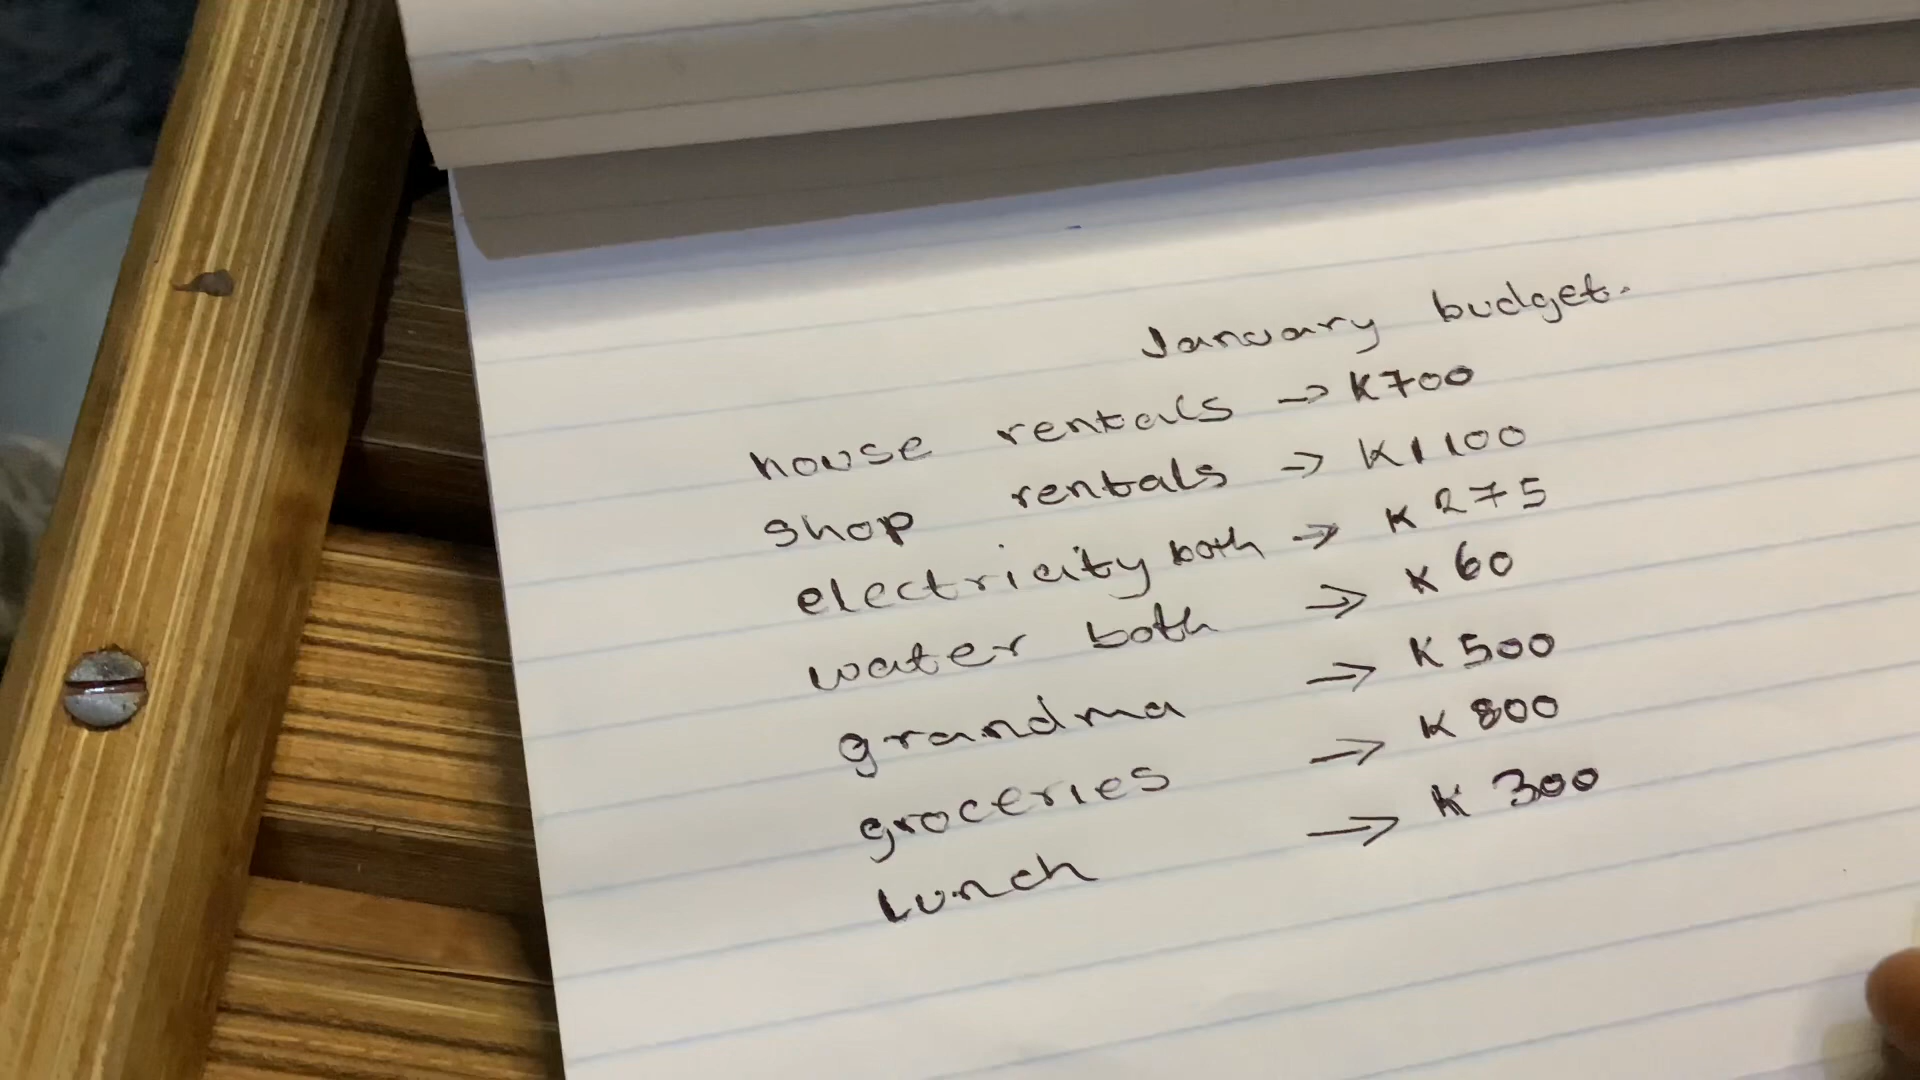 January budget.
house rentals → K700
shop rentals → K1100
electricity both → K275
water both → K60
grandma → K500
groceries → K800
Lunch → K300